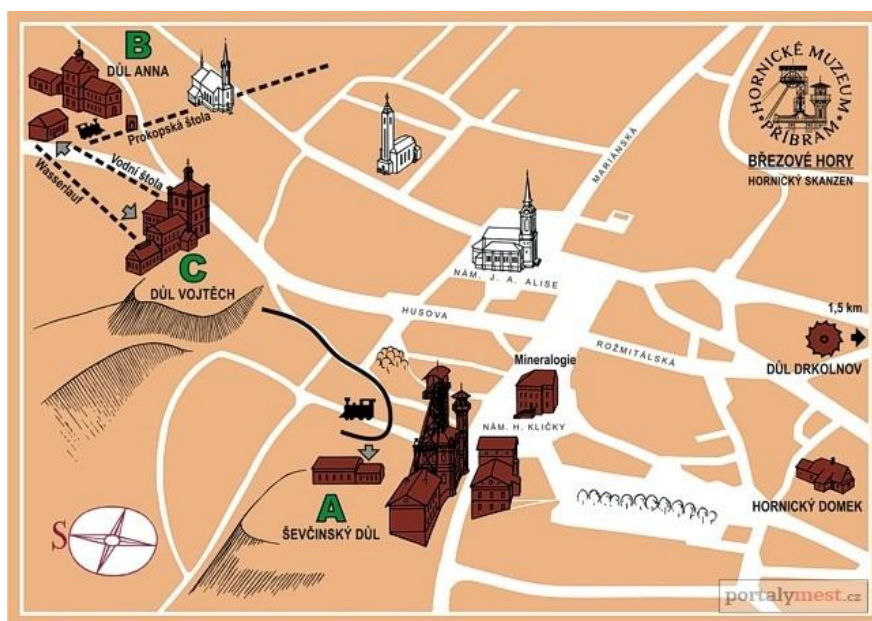 B
DŮL ANNA
Prokopská štola
Vodní štola
Wasserlauf
C
DŮL VOJTĚCH
HORNICKÉ MUZEUM
PŘÍBRAM
BŘEZOVÉ HORY
HORNICKÝ SKANZEN
MARIÁNSKÁ
NÁM. J. A. ALISE
HUSOVA
ROŽMITÁLSKÁ
1,5 km
DŮL DRKOLNOV
Mineralogie
NÁM. H. KLIČKY
HORNICKÝ DOMEK
A
ŠEVČINSKÝ DŮL
S
portalymest.cz